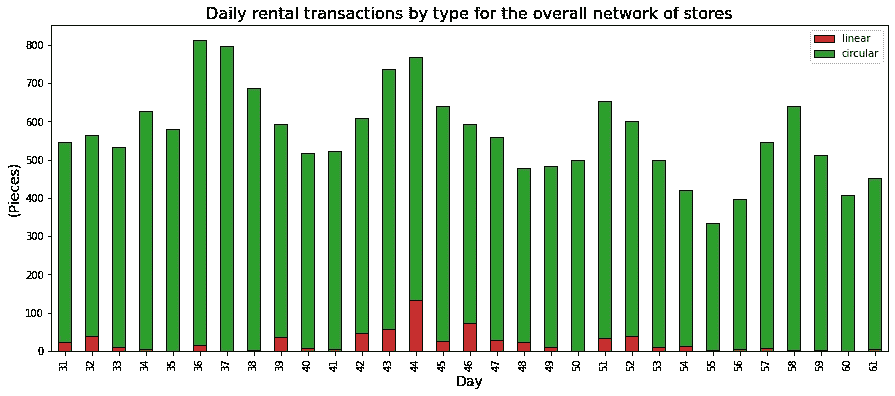 Daily rental transactions by type for the overall network of stores
linear
circular
800
700
600
500
400
300
200
100
0
(Pieces)
31 32 33 34 35 36 37 38 39 40 41 42 43 44 45 46 47 48 49 50 51 52 53 54 55 56 57 58 59 60 61
Day